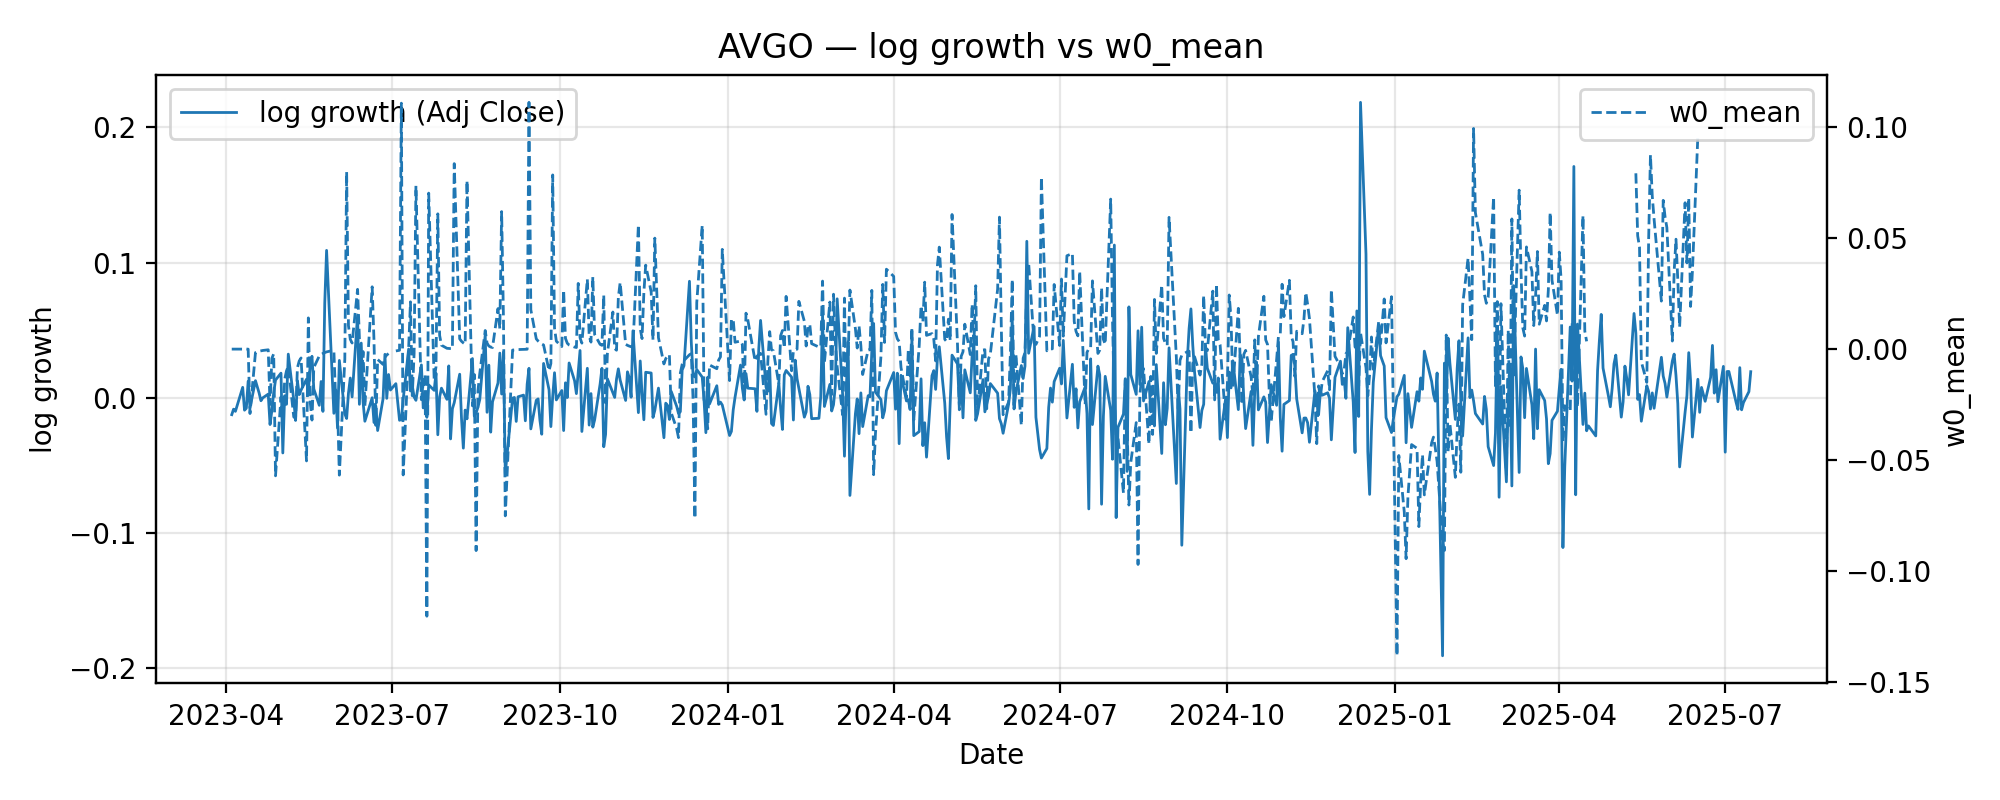 AVGO — log growth vs w0_mean
log growth (Adj Close)
w0_mean
0.2
0.1
0.0
−0.1
−0.2
log growth
0.10
0.05
0.00
−0.05
−0.10
−0.15
w0_mean
2023-04 2023-07 2023-10 2024-01 2024-04 2024-07 2024-10 2025-01 2025-04 2025-07
Date